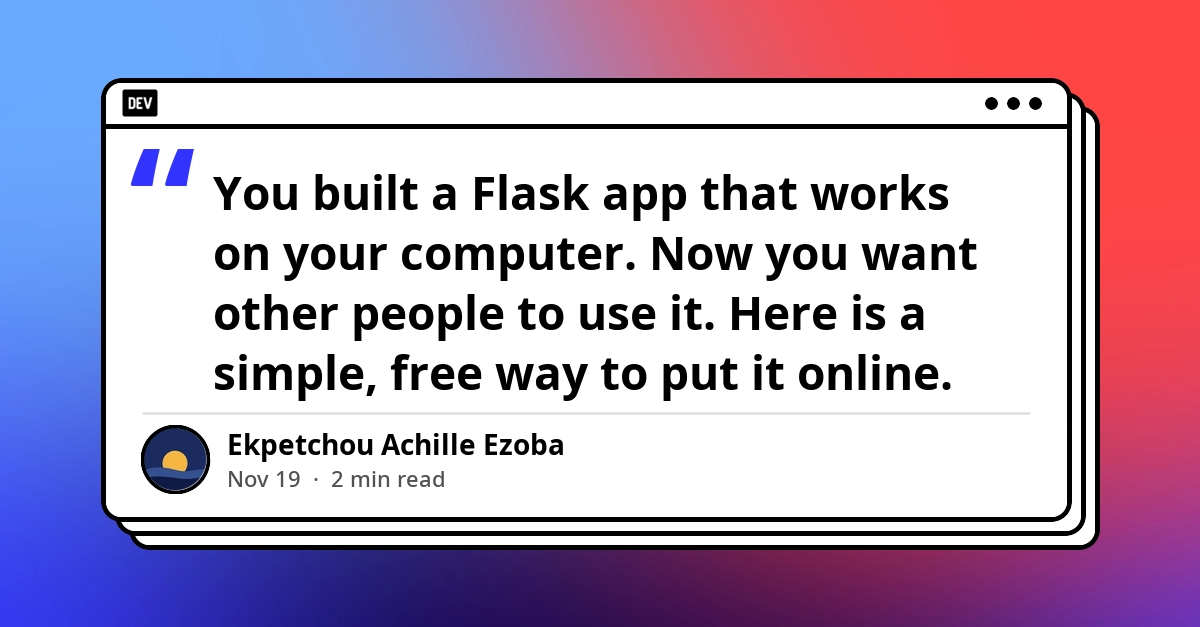 DEV
“ You built a Flask app that works
on your computer. Now you want
other people to use it. Here is a
simple, free way to put it online.
Ekpetchou Achille Ezoba
Nov 19 · 2 min read